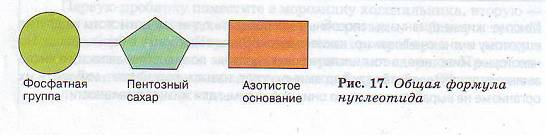 Фосфатная группа
Пентозный сахар
Азотистое основание
Рис. 17. Общая формула
нуклеотида